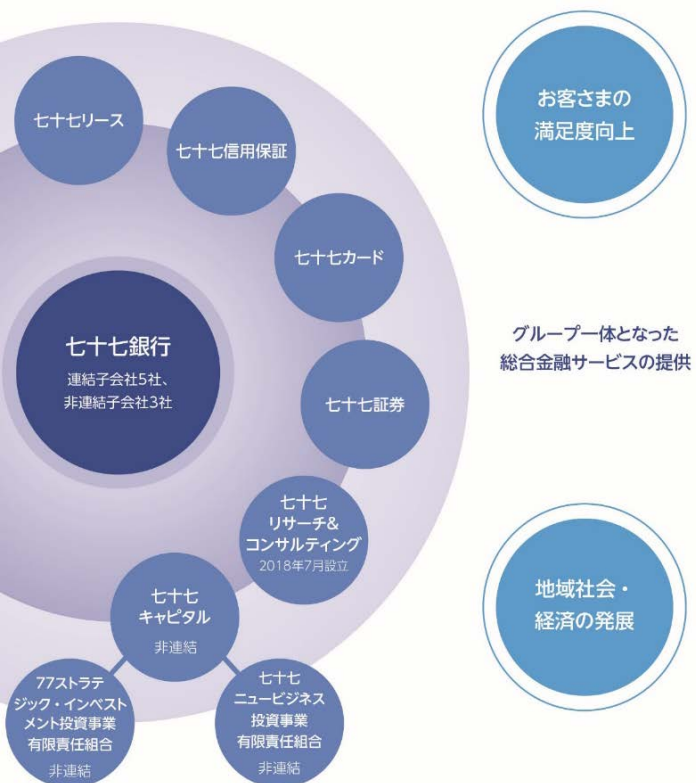 七十七リース
七十七信用保証
七十七カード
七十七銀行
連結子会社5社、
非連結子会社3社
七十七証券
七十七
リサーチ&
コンサルティング
2018年7月設立
七十七
キャピタル
非連結
77ストラテ
ジック・インベスト
メント投資事業
有限責任組合
非連結
七十七
ニュービジネス
投資事業
有限責任組合
非連結
お客さまの
満足度向上
グループ一体となった
総合金融サービスの提供
地域社会・
経済の発展